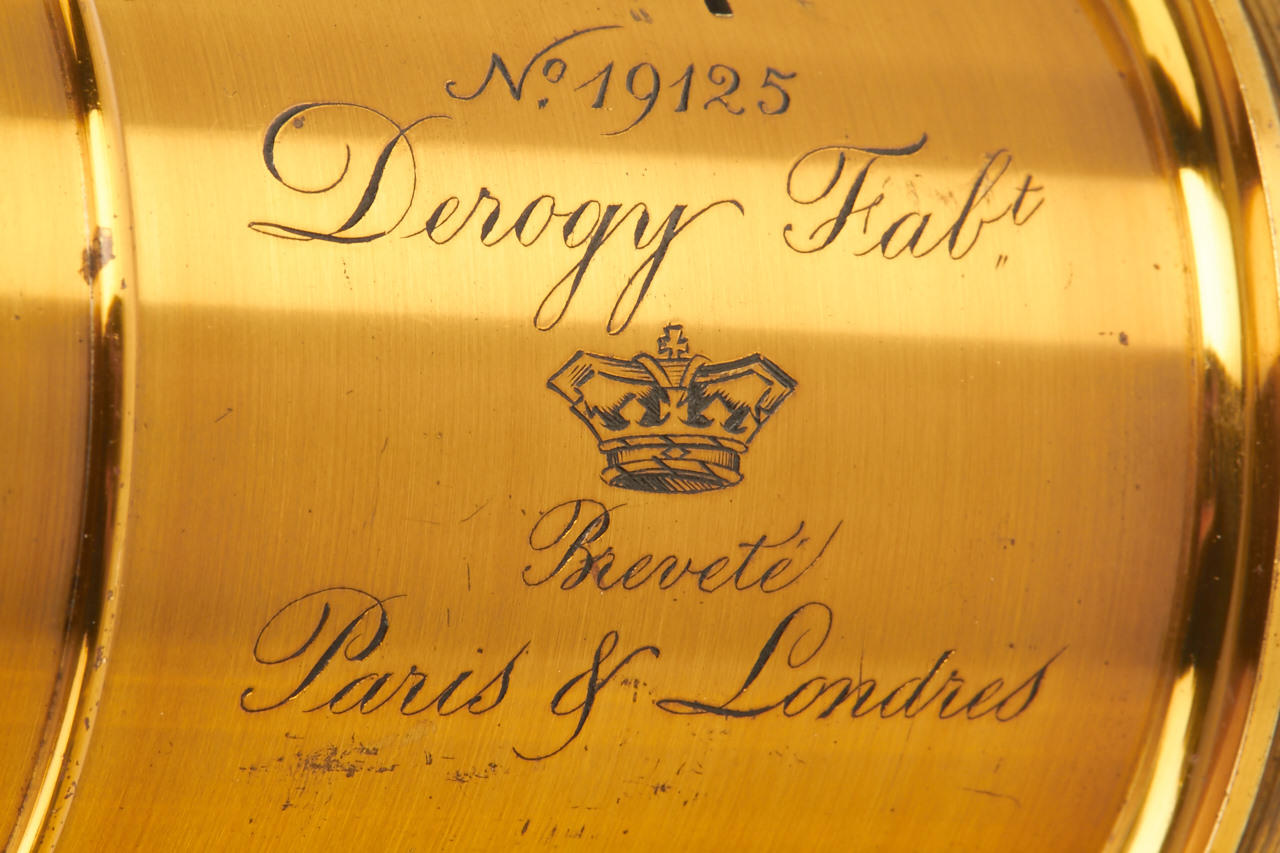 No. 19125
Derogy Fabt.
Breveté
Paris & Londres